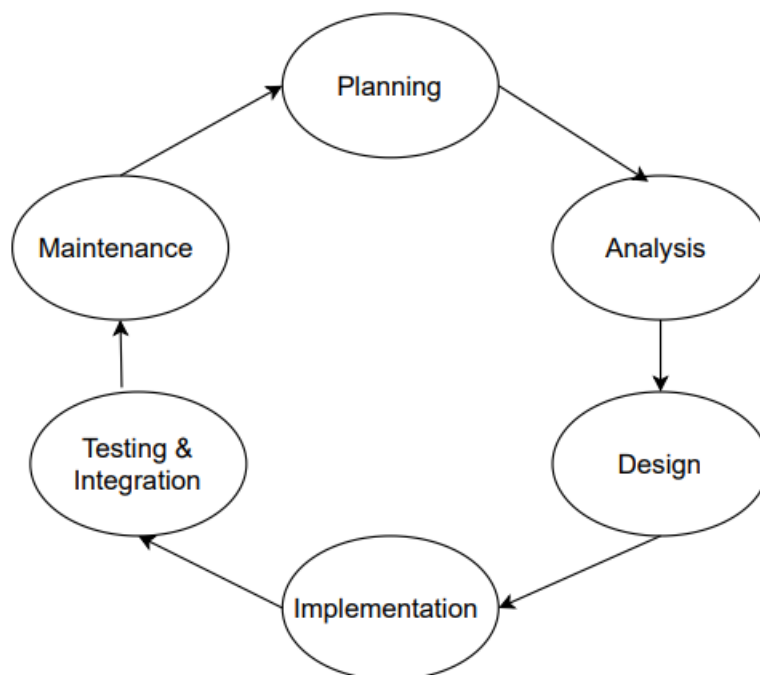 Planning
Analysis
Design
Implementation
Testing &
Integration
Maintenance